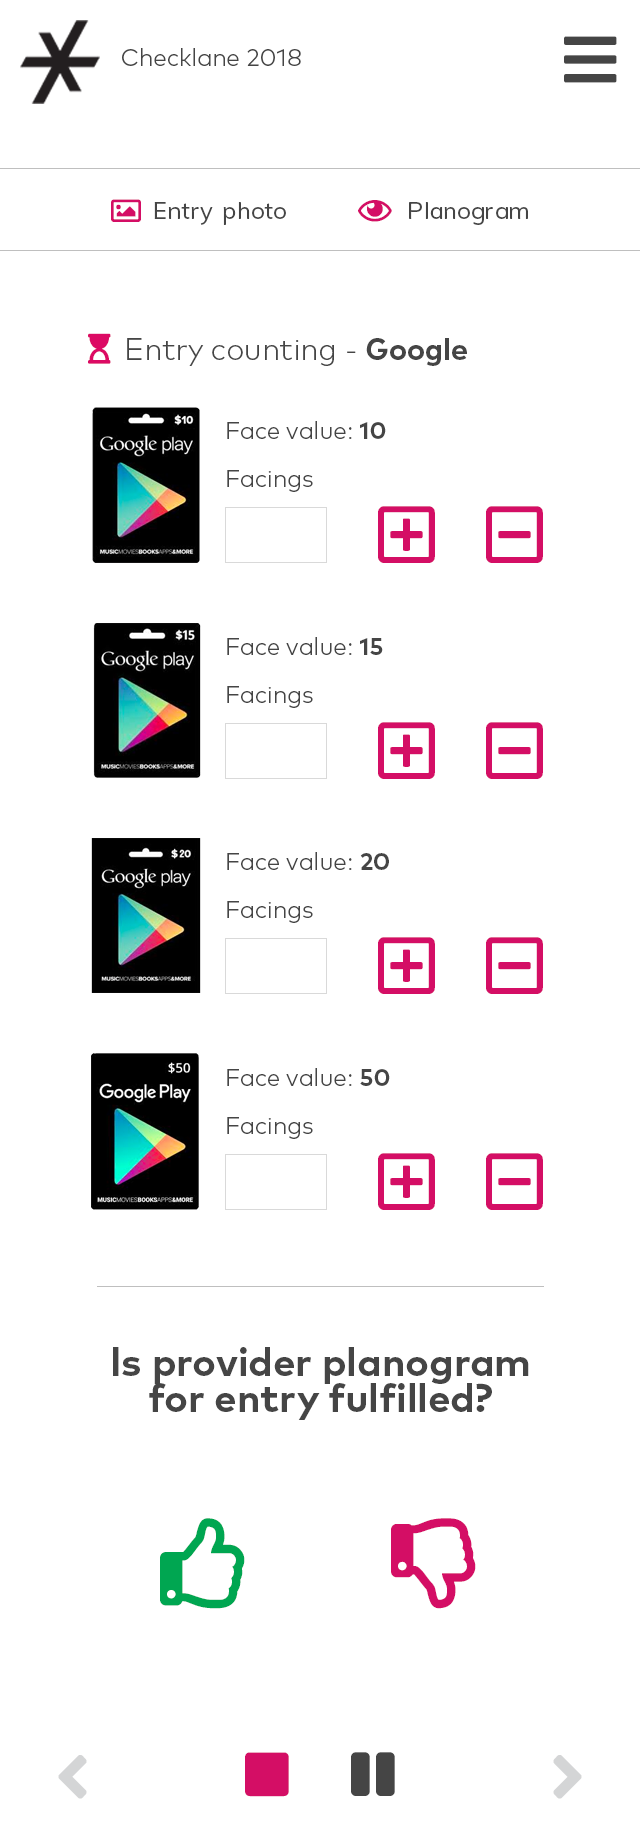 Checklane 2018
Entry photo
Planogram
Entry counting - Google
$10
Google play
MUSICMOVIESBOOKSAPPS&MORE
Face value: 10
Facings
$15
Google play
MUSICMOVIESBOOKSAPPS&MORE
Face value: 15
Facings
$20
Google play
MUSICMOVIESBOOKSAPPS&MORE
Face value: 20
Facings
$50
Google Play
MUSICMOVIESBOOKSAPPS&MORE
Face value: 50
Facings
Is provider planogram
for entry fulfilled?